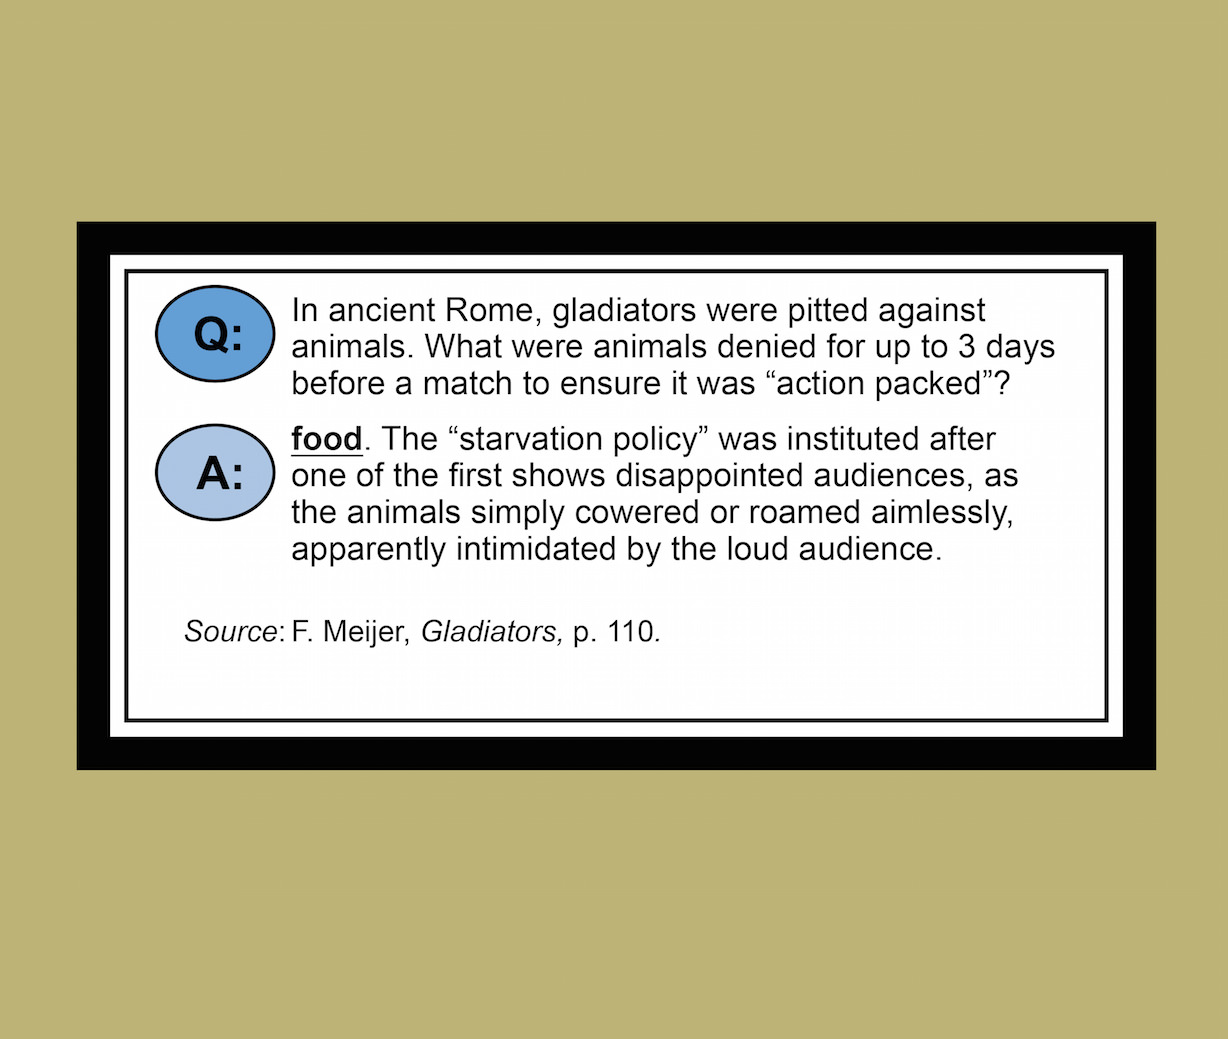 Q: In ancient Rome, gladiators were pitted against
animals. What were animals denied for up to 3 days
before a match to ensure it was “action packed”?
A: food. The “starvation policy” was instituted after
one of the first shows disappointed audiences, as
the animals simply cowered or roamed aimlessly,
apparently intimidated by the loud audience.
Source: F. Meijer, Gladiators, p. 110.